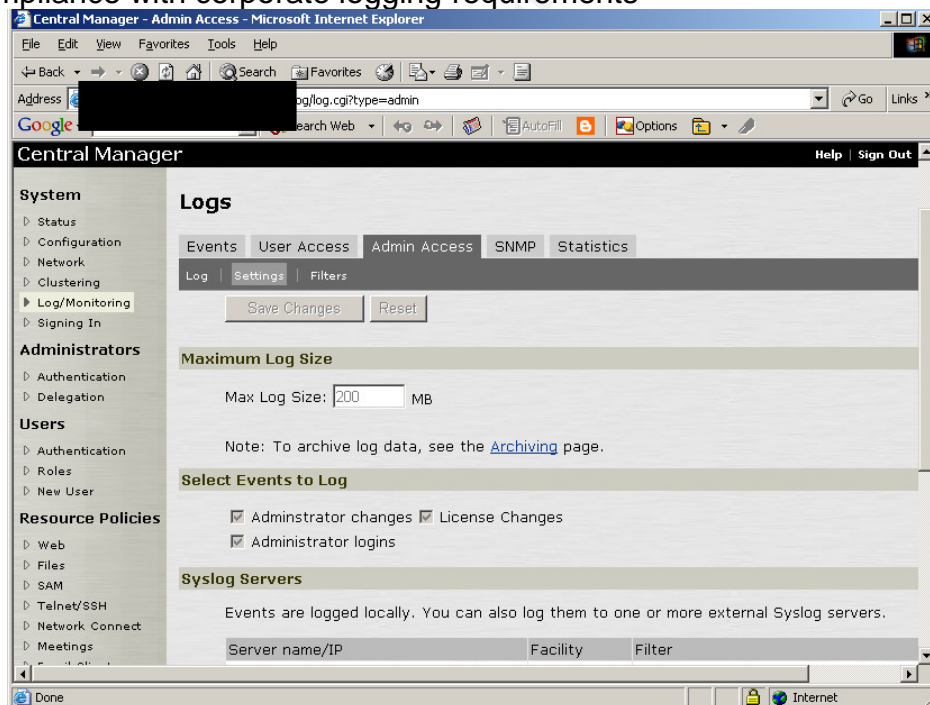 mpliance with corporate logging requirements
Central Manager - Admin Access - Microsoft Internet Explorer
File Edit View Favorites Tools Help
Back Search Favorites
Address og/log.cgi?type=admin Go Links
Google earch Web AutoFill Options
Central Manager Help | Sign Out
System
Status
Configuration
Network
Clustering
Log/Monitoring
Signing In
Administrators
Authentication
Delegation
Users
Authentication
Roles
New User
Resource Policies
Web
Files
SAM
Telnet/SSH
Network Connect
Meetings
Logs
Events User Access Admin Access SNMP Statistics
Log | Settings | Filters
Save Changes Reset
Maximum Log Size
Max Log Size: 200 MB
Note: To archive log data, see the Archiving page.
Select Events to Log
Adminstrator changes License Changes
Administrator logins
Syslog Servers
Events are logged locally. You can also log them to one or more external Syslog servers.
Server name/IP Facility Filter
Done Internet